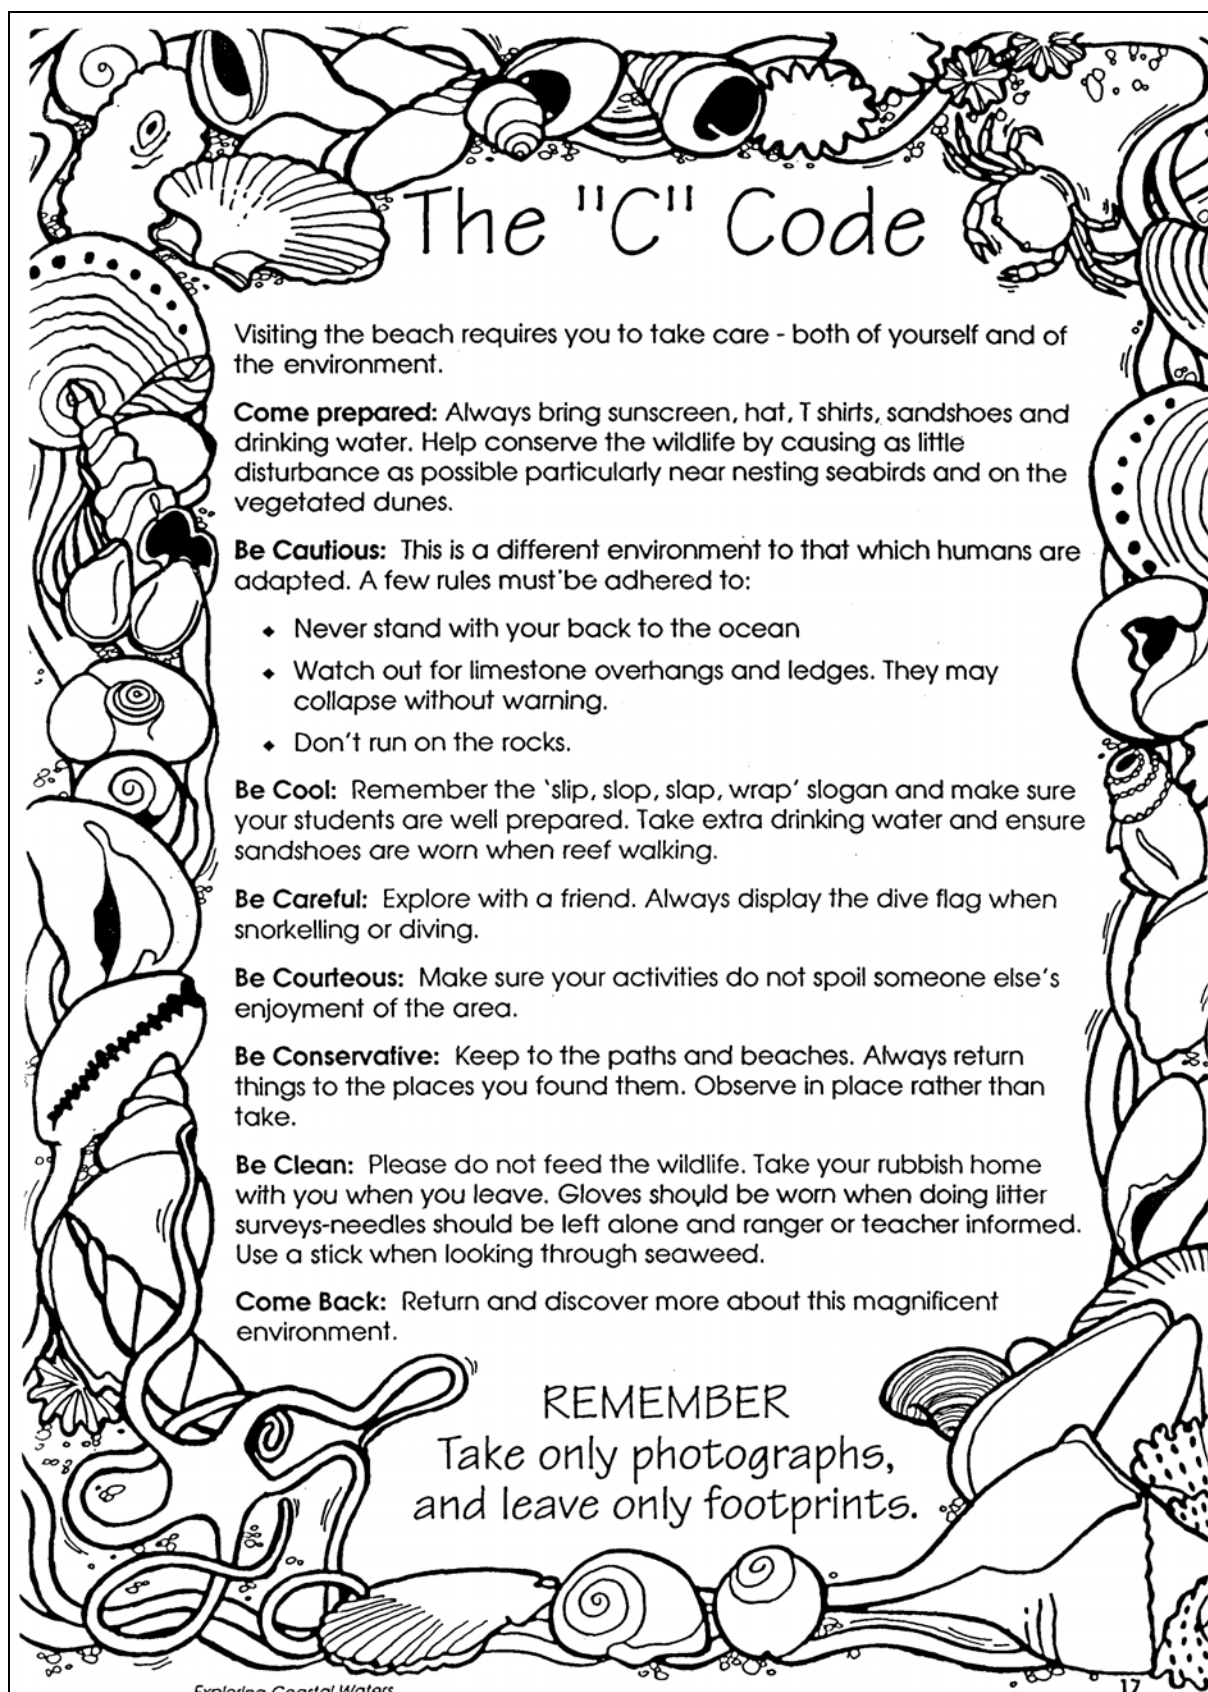 The "C" Code
Visiting the beach requires you to take care - both of yourself and of
the environment.
Come prepared: Always bring sunscreen, hat, T shirts, sandshoes and
drinking water. Help conserve the wildlife by causing as little
disturbance as possible particularly near nesting seabirds and on the
vegetated dunes.
Be Cautious: This is a different environment to that which humans are
adapted. A few rules must be adhered to:
◆ Never stand with your back to the ocean
◆ Watch out for limestone overhangs and ledges. They may
collapse without warning.
◆ Don't run on the rocks.
Be Cool: Remember the 'slip, slop, slap, wrap' slogan and make sure
your students are well prepared. Take extra drinking water and ensure
sandshoes are worn when reef walking.
Be Careful: Explore with a friend. Always display the dive flag when
snorkelling or diving.
Be Courteous: Make sure your activities do not spoil someone else's
enjoyment of the area.
Be Conservative: Keep to the paths and beaches. Always return
things to the places you found them. Observe in place rather than
take.
Be Clean: Please do not feed the wildlife. Take your rubbish home
with you when you leave. Gloves should be worn when doing litter
surveys-needles should be left alone and ranger or teacher informed.
Use a stick when looking through seaweed.
Come Back: Return and discover more about this magnificent
environment.
REMEMBER
Take only photographs,
and leave only footprints.
Exploring Coastal Waters
17